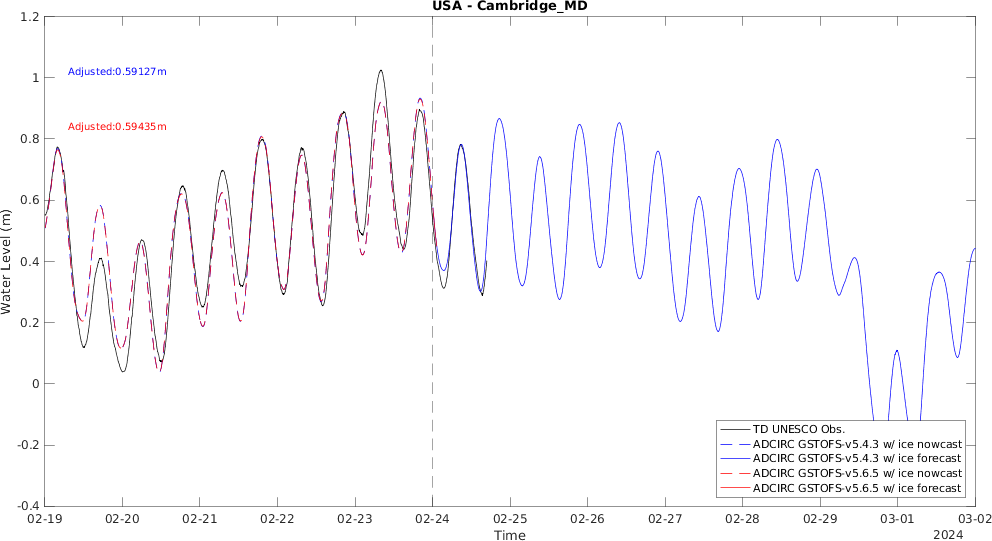 USA - Cambridge_MD
1.2
1
0.8
0.6
0.4
0.2
0
-0.2
-0.4
Water Level (m)
Adjusted:0.59127m
Adjusted:0.59435m
TD UNESCO Obs.
ADCIRC GSTOFS-v5.4.3 w/ ice nowcast
ADCIRC GSTOFS-v5.4.3 w/ ice forecast
ADCIRC GSTOFS-v5.6.5 w/ ice nowcast
ADCIRC GSTOFS-v5.6.5 w/ ice forecast
02-19 02-20 02-21 02-22 02-23 02-24 02-25 02-26 02-27 02-28 02-29 03-01 03-02
Time
2024